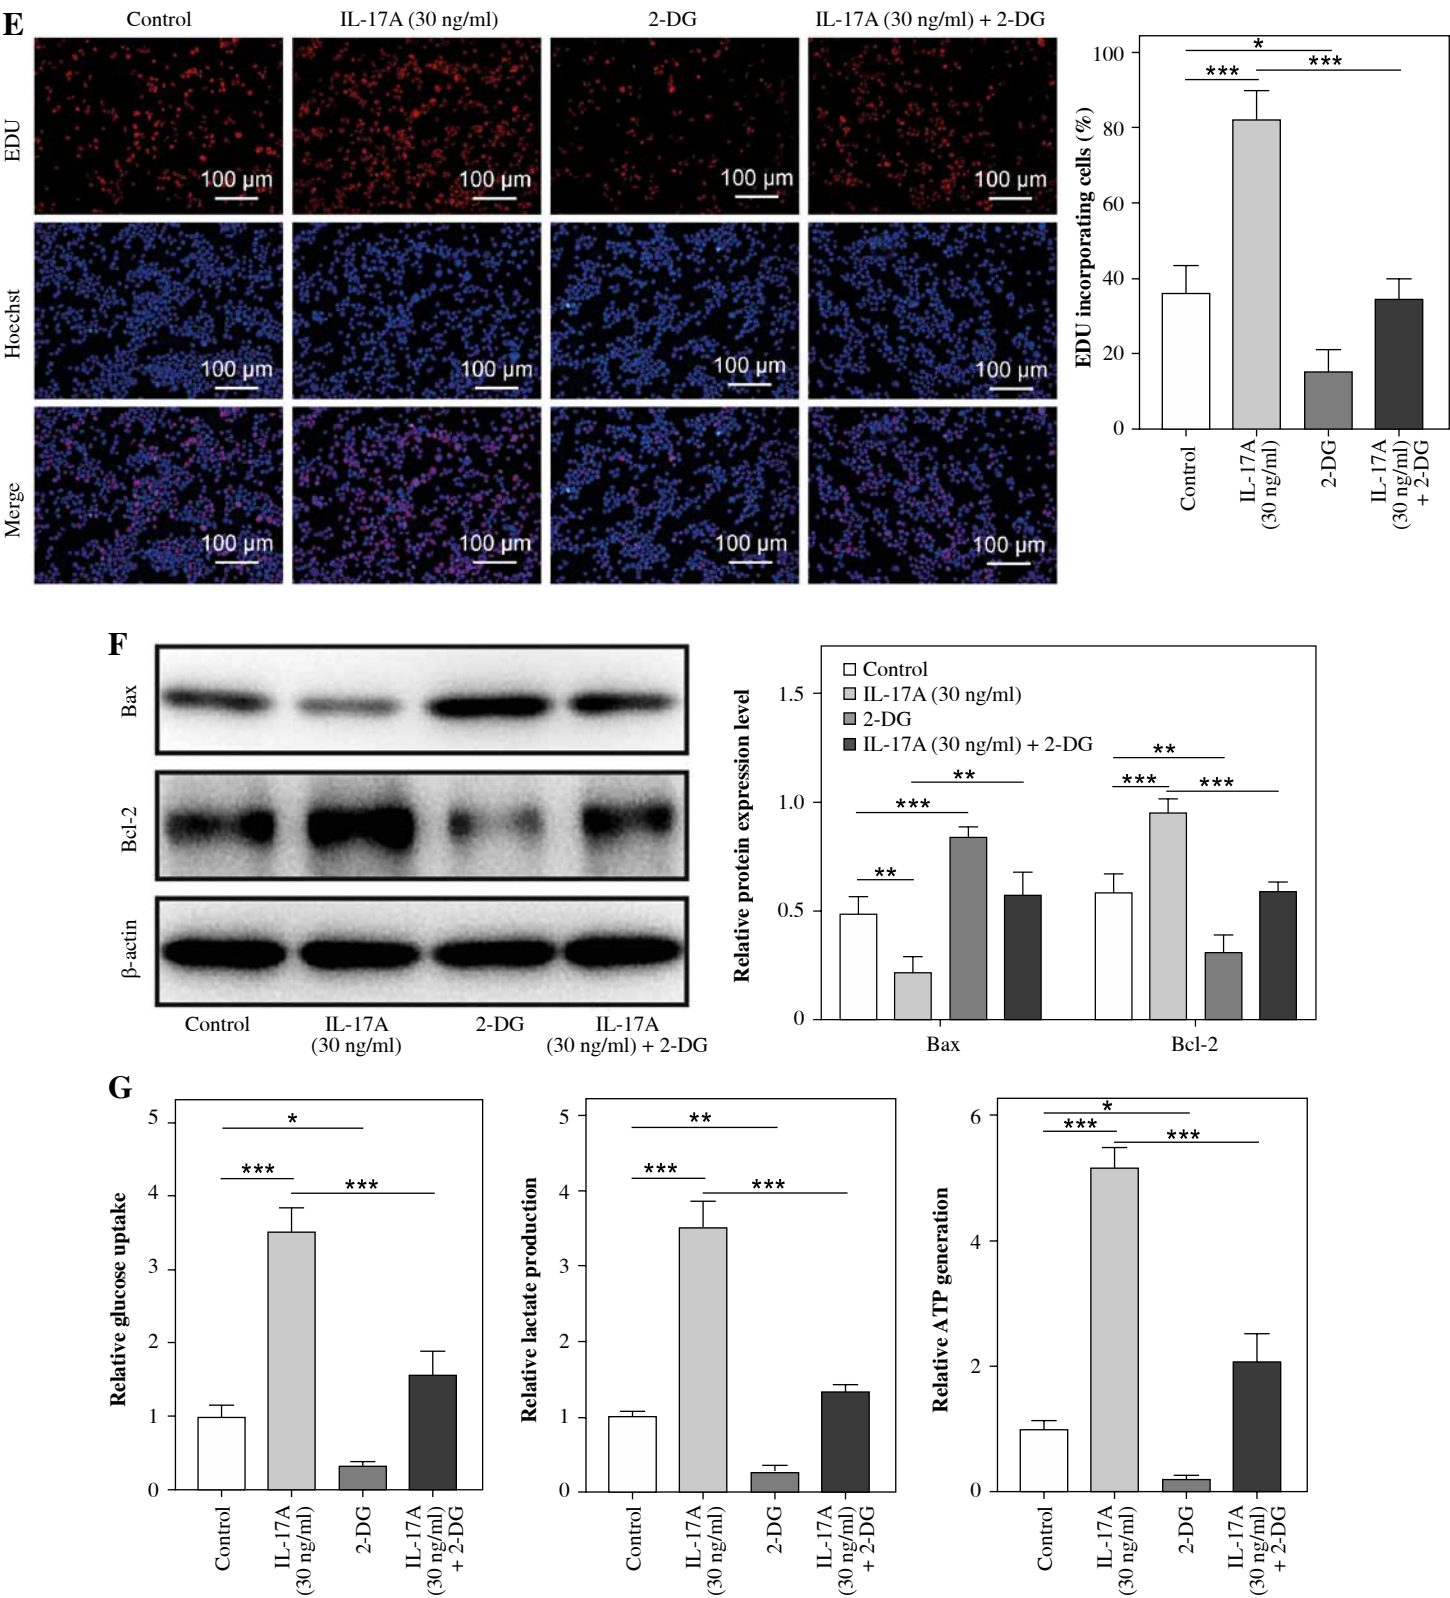 E
Control IL-17A (30 ng/ml) 2-DG IL-17A (30 ng/ml) + 2-DG
EDU
100 µm 100 µm 100 µm 100 µm
Hoechst
100 µm 100 µm 100 µm 100 µm
Merge
100 µm 100 µm 100 µm 100 µm
EDU incorporating cells (%)
100
80
60
40
20
0
* *** ***
Control
IL-17A
(30 ng/ml)
2-DG
IL-17A
(30 ng/ml)
+ 2-DG
F
Bax
Bcl-2
β-actin
Control IL-17A 2-DG IL-17A
(30 ng/ml) (30 ng/ml) + 2-DG
Relative protein expression level
1.5
1.0
0.5
0
Control
IL-17A (30 ng/ml)
2-DG
IL-17A (30 ng/ml) + 2-DG
** *** **
** *** ***
Bax Bcl-2
G
Relative glucose uptake
5
4
3
2
1
0
*
*** ***
Control
IL-17A
(30 ng/ml)
2-DG
IL-17A
(30 ng/ml)
+ 2-DG
Relative lactate production
5
4
3
2
1
0
**
*** ***
Control
IL-17A
(30 ng/ml)
2-DG
IL-17A
(30 ng/ml)
+ 2-DG
Relative ATP generation
6
4
2
0
*
*** ***
Control
IL-17A
(30 ng/ml)
2-DG
IL-17A
(30 ng/ml)
+ 2-DG